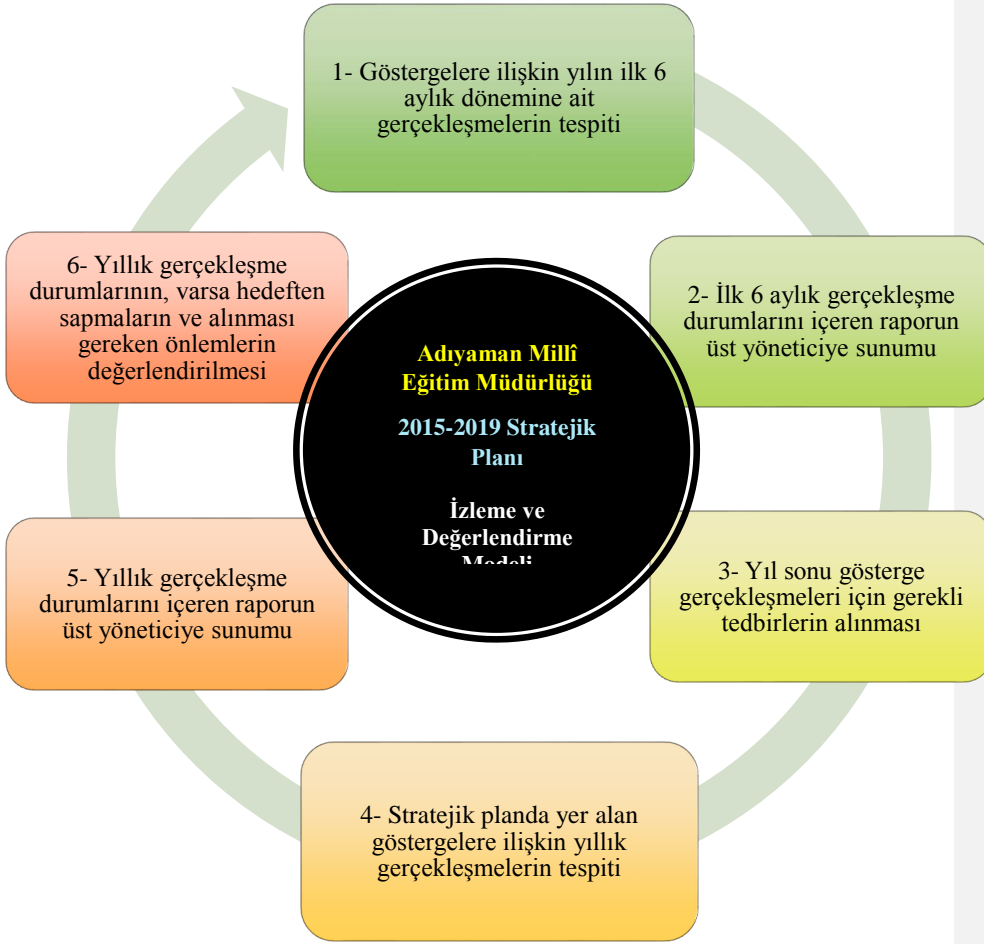 1- Göstergelere ilişkin yılın ilk 6
aylık dönemine ait
gerçekleşmelerin tespiti
2- İlk 6 aylık gerçekleşme
durumlarını içeren raporun
üst yöneticiye sunumu
3- Yıl sonu gösterge
gerçekleşmeleri için gerekli
tedbirlerin alınması
4- Stratejik planda yer alan
göstergelere ilişkin yıllık
gerçekleşmelerin tespiti
5- Yıllık gerçekleşme
durumlarını içeren raporun
üst yöneticiye sunumu
6- Yıllık gerçekleşme
durumlarının, varsa hedeften
sapmaların ve alınması
gereken önlemlerin
değerlendirilmesi
Adıyaman Millî
Eğitim Müdürlüğü
2015-2019 Stratejik
Planı
İzleme ve
Değerlendirme
Modeli